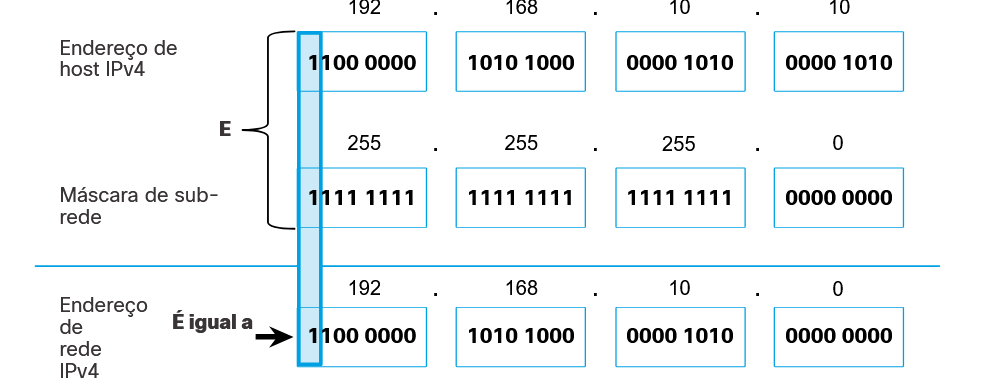 192 . 168 . 10 . 10
Endereço de
host IPv4
1100 0000 1010 1000 0000 1010 0000 1010
E
255 . 255 . 255 . 0
Máscara de sub-
rede
1111 1111 1111 1111 1111 1111 0000 0000
192 . 168 . 10 . 0
Endereço
de
rede
IPv4
É igual a
1100 0000 1010 1000 0000 1010 0000 0000